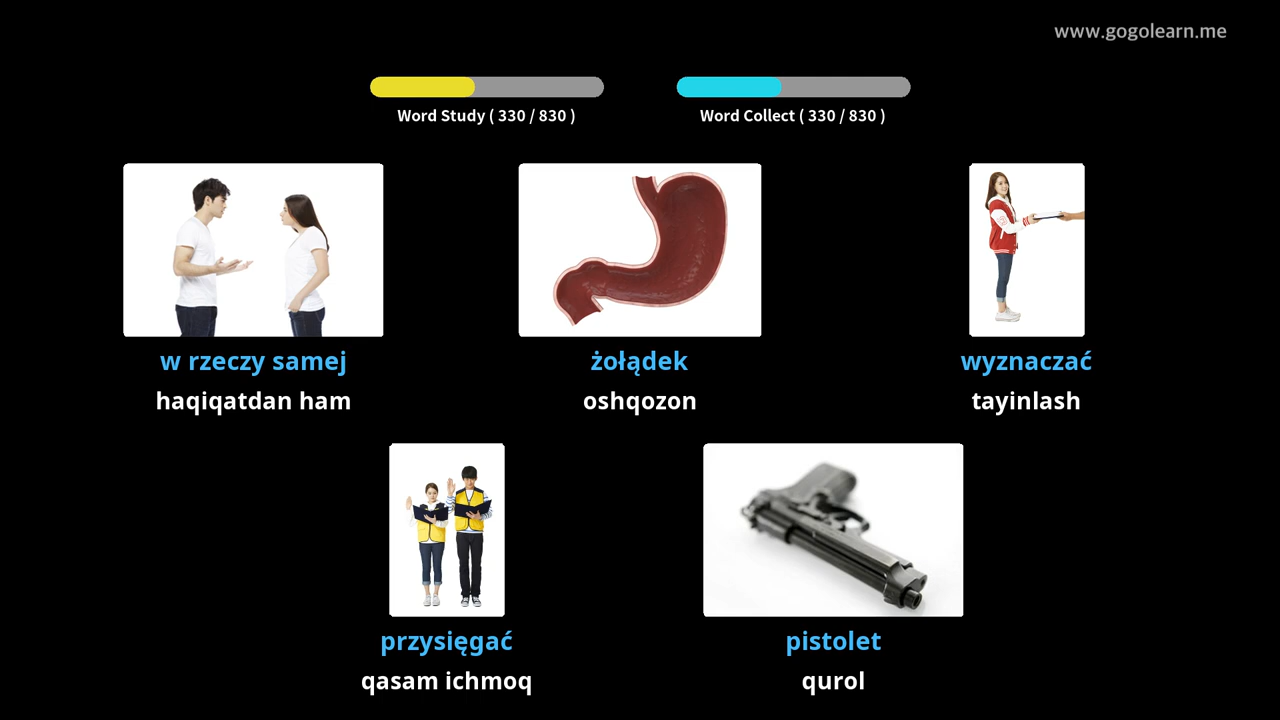 www.gogolearn.me
Word Study ( 330 / 830 )
Word Collect ( 330 / 830 )
w rzeczy samej
haqiqatdan ham
żołądek
oshqozon
wyznaczać
tayinlash
przysięgać
qasam ichmoq
pistolet
qurol